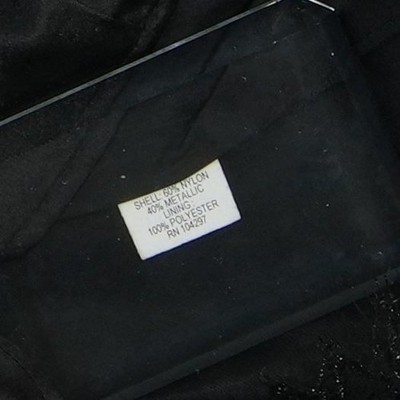 SHELL: 60% NYLON
40% METALLIC
LINING:
100% POLYESTER
RN 104297